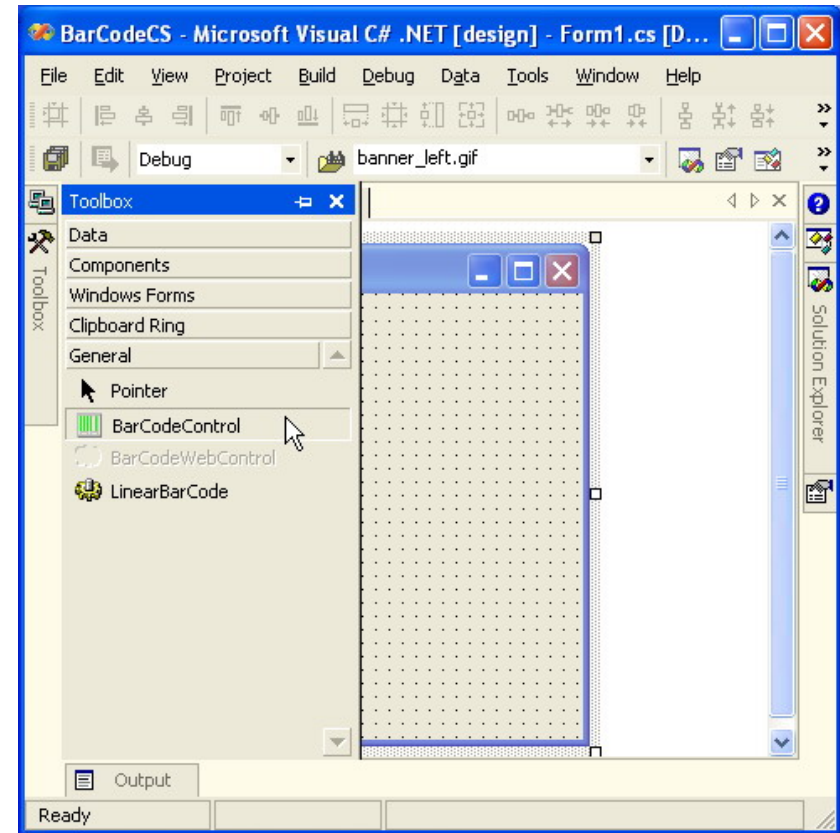 BarCodeCS - Microsoft Visual C# .NET [design] - Form1.cs [D...
File Edit View Project Build Debug Data Tools Window Help
Debug banner_left.gif
Toolbox
Data
Components
Windows Forms
Clipboard Ring
General
Pointer
BarCodeControl
BarCodeWebControl
LinearBarCode
Toolbox
Solution Explorer
Output
Ready